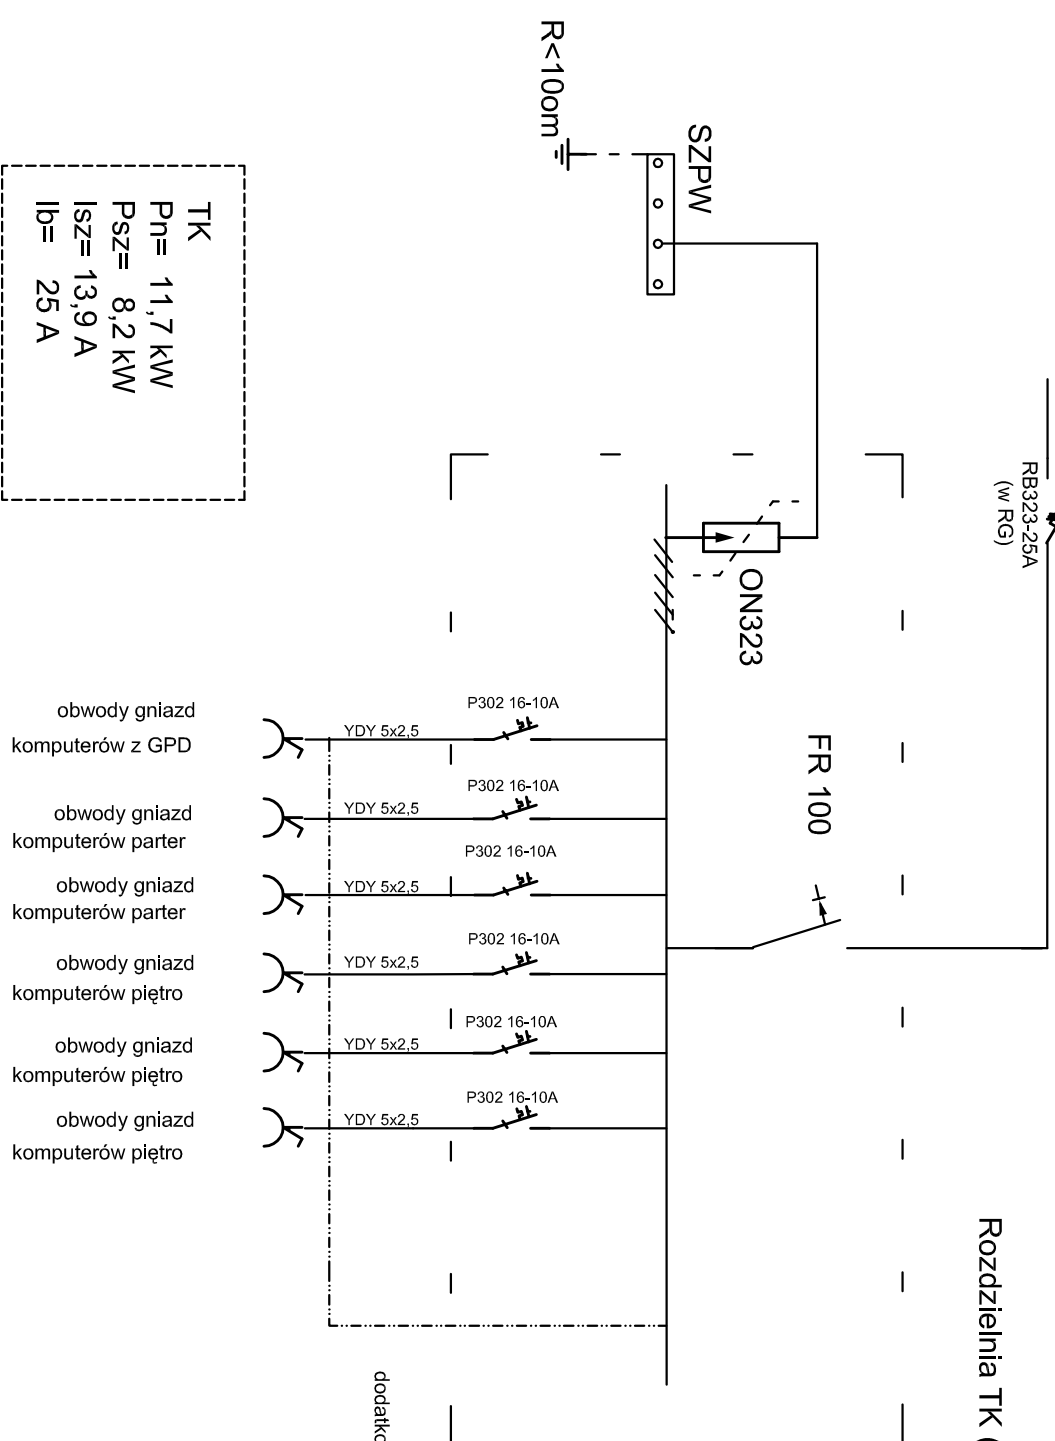 R<10om
SZPW
TK
Pn= 11,7 kW
Psz= 8,2 kW
Isz= 13,9 A
Ib= 25 A
RB323-25A
(w RG)
ON323
FR 100
obwody gniazd
komputerów z GPD
YDY 5x2,5
P302 16-10A
obwody gniazd
komputerów parter
YDY 5x2,5
P302 16-10A
obwody gniazd
komputerów parter
YDY 5x2,5
P302 16-10A
obwody gniazd
komputerów piętro
YDY 5x2,5
P302 16-10A
obwody gniazd
komputerów piętro
YDY 5x2,5
P302 16-10A
obwody gniazd
komputerów piętro
YDY 5x2,5
P302 16-10A
Rozdzielnia TK (